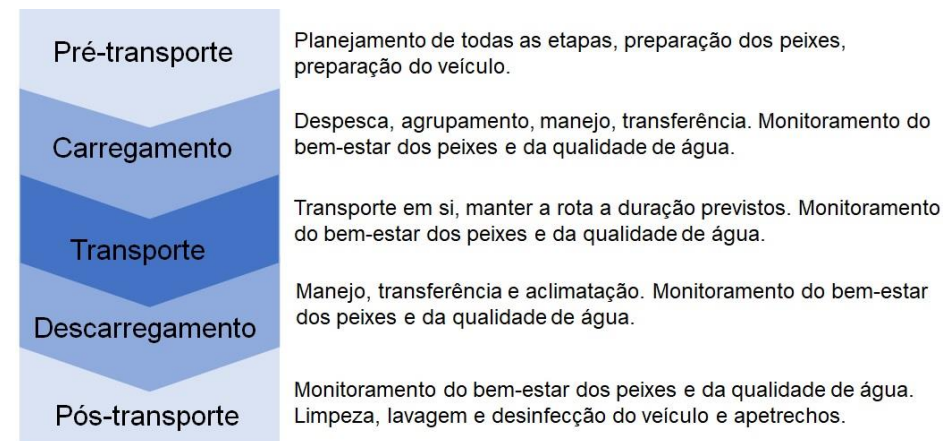 Pré-transporte
Planejamento de todas as etapas, preparação dos peixes,
preparação do veículo.
Carregamento
Despesca, agrupamento, manejo, transferência. Monitoramento do
bem-estar dos peixes e da qualidade de água.
Transporte
Transporte em si, manter a rota a duração previstos. Monitoramento
do bem-estar dos peixes e da qualidade de água.
Descarregamento
Manejo, transferência e aclimatação. Monitoramento do bem-estar
dos peixes e da qualidade de água.
Pós-transporte
Monitoramento do bem-estar dos peixes e da qualidade de água.
Limpeza, lavagem e desinfecção do veículo e apetrechos.